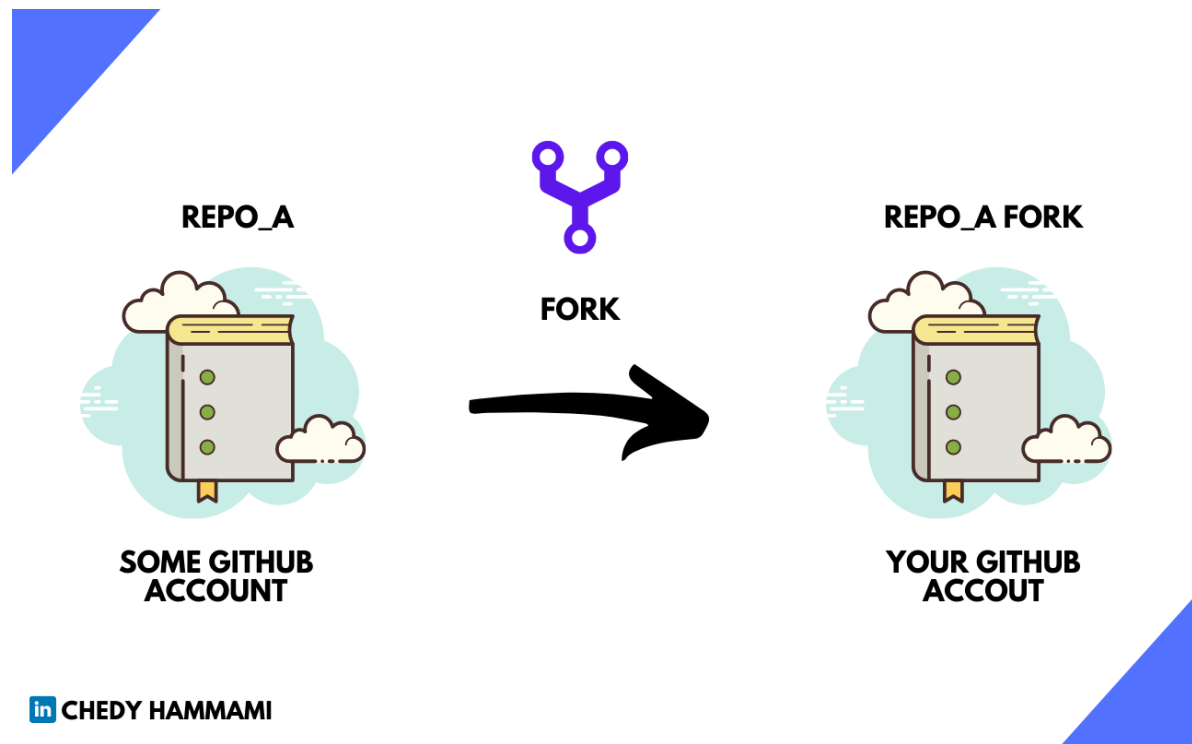 REPO_A
FORK
REPO_A FORK
SOME GITHUB
ACCOUNT
YOUR GITHUB
ACCOUT
in CHEDY HAMMAMI